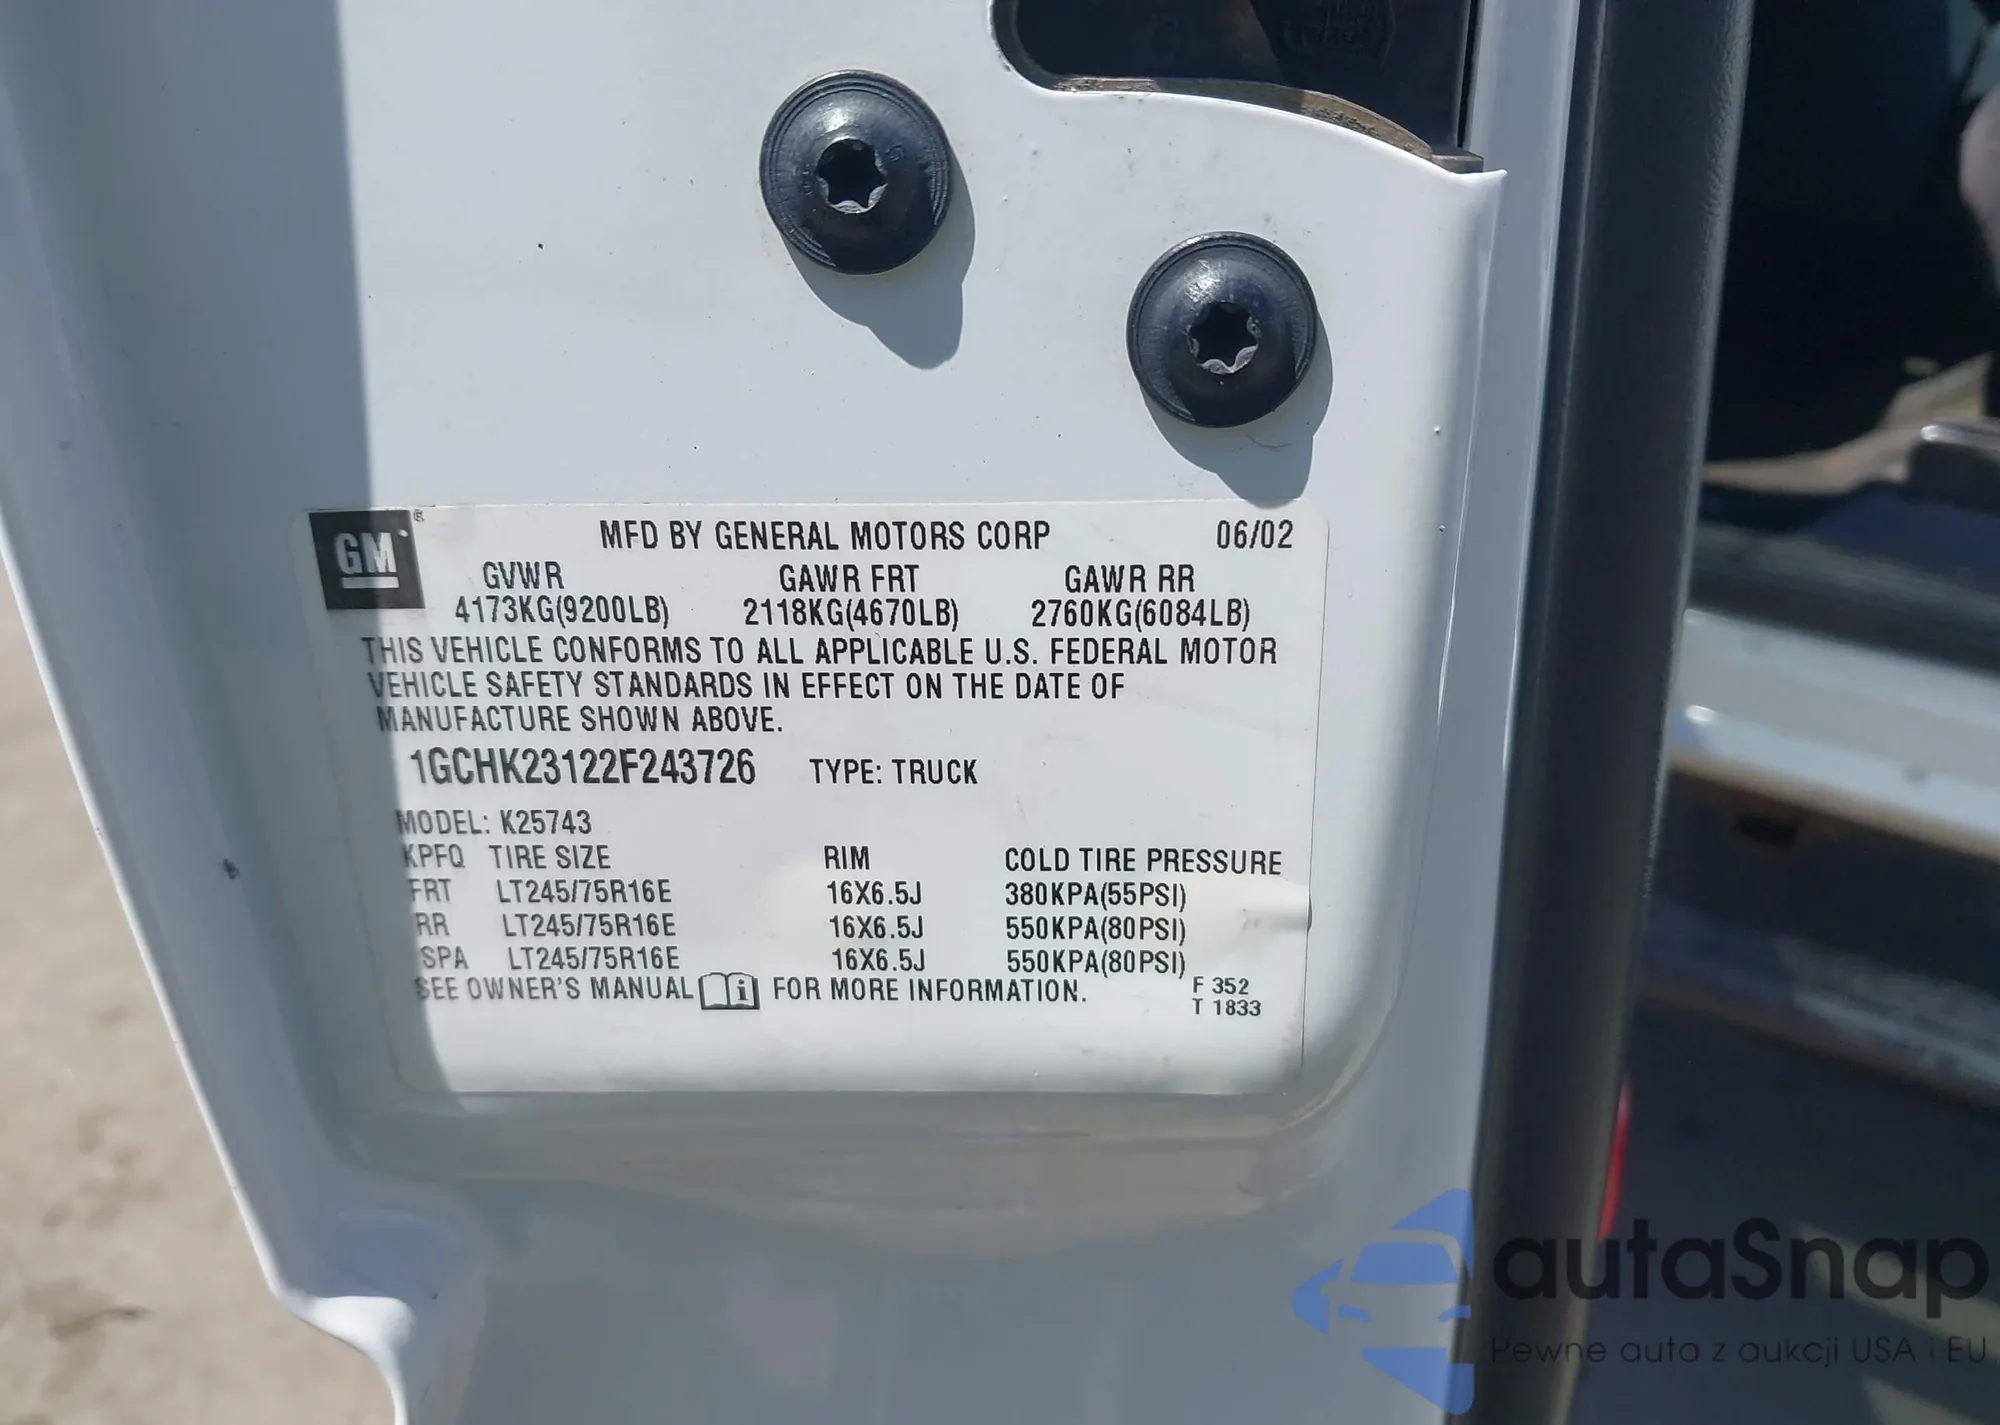 GM
MFD BY GENERAL MOTORS CORP 06/02
GVWR GAWR FRT GAWR RR
4173KG(9200LB) 2118KG(4670LB) 2760KG(6084LB)
THIS VEHICLE CONFORMS TO ALL APPLICABLE U.S. FEDERAL MOTOR
VEHICLE SAFETY STANDARDS IN EFFECT ON THE DATE OF
MANUFACTURE SHOWN ABOVE.
1GCHK23122F243726 TYPE: TRUCK
MODEL: K25743
KPFQ TIRE SIZE RIM COLD TIRE PRESSURE
FRT LT245/75R16E 16X6.5J 380KPA(55PSI)
RR LT245/75R16E 16X6.5J 550KPA(80PSI)
SPA LT245/75R16E 16X6.5J 550KPA(80PSI)
SEE OWNER'S MANUAL i FOR MORE INFORMATION.
F 352
T 1833
autaSnap
Pewne auta z aukcji USA i EU